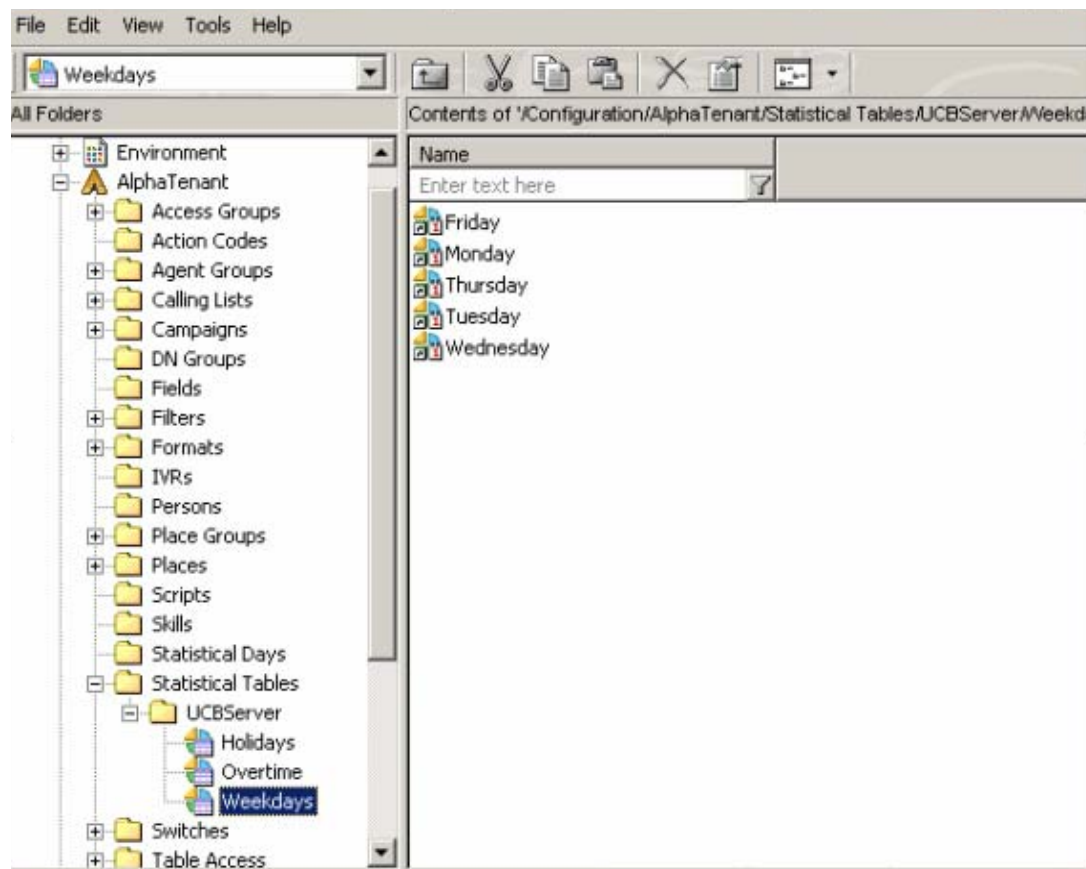 File Edit View Tools Help
Weekdays
All Folders
Contents of '/Configuration/AlphaTenant/Statistical Tables/UCBServer/Weekd
Environment
AlphaTenant
Access Groups
Action Codes
Agent Groups
Calling Lists
Campaigns
DN Groups
Fields
Filters
Formats
IVRs
Persons
Place Groups
Places
Scripts
Skills
Statistical Days
Statistical Tables
UCBServer
Holidays
Overtime
Weekdays
Switches
Table Access
Name
Enter text here
Friday
Monday
Thursday
Tuesday
Wednesday